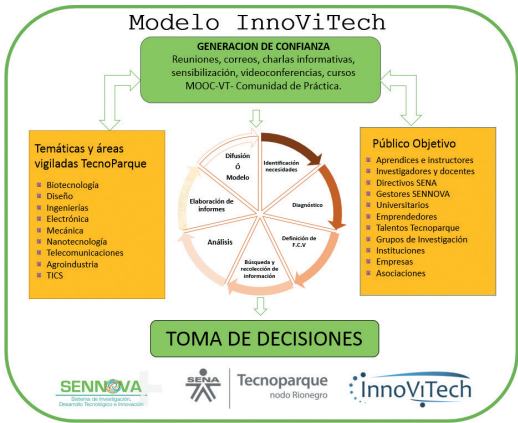 Modelo InnoViTech
GENERACION DE CONFIANZA
Reuniones, correos, charlas informativas,
sensibilización, videoconferencias, cursos
MOOC-VT- Comunidad de Práctica.
Temáticas y áreas
vigiladas TecnoParque
Biotecnología
Diseño
Ingenierías
Electrónica
Mecánica
Nanotecnología
Telecomunicaciones
Agroindustria
TICS
Difusión
Ó
Modelo
Identificación
necesidades
Diagnóstico
Definición de
F.C.V
Búsqueda y
recolección de
información
Análisis
Elaboración de
informes
Público Objetivo
Aprendices e instructores
Investigadores y docentes
Directivos SENA
Gestores SENNOVA
Universitarios
Emprendedores
Talentos Tecnoparque
Grupos de Investigación
Instituciones
Empresas
Asociaciones
TOMA DE DECISIONES
SENNOVA
Sistema de Investigación,
Desarrollo Tecnológico e Innovación
SENA
Tecnoparque
nodo Rionegro
InnoViTech